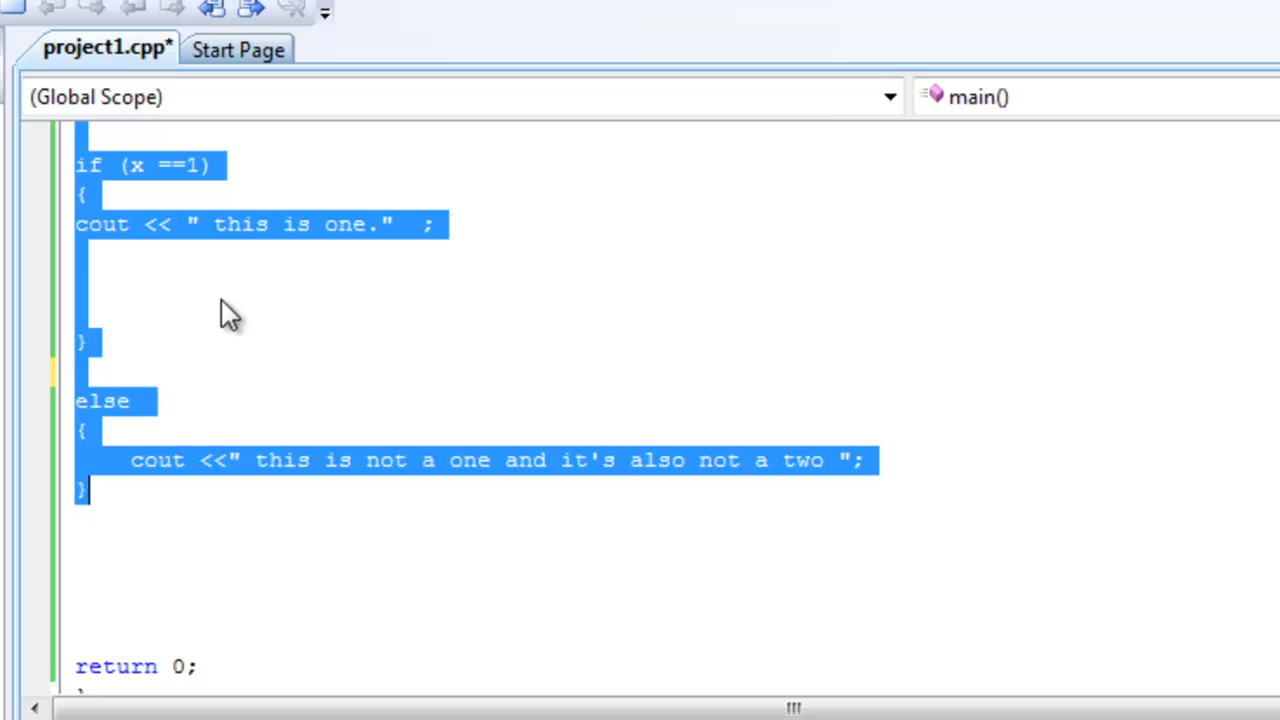 project1.cpp* Start Page
(Global Scope) main()
if (x ==1)
{
cout << " this is one."  ;
}
else
{
cout <<" this is not a one and it's also not a two ";
}
return 0;
}